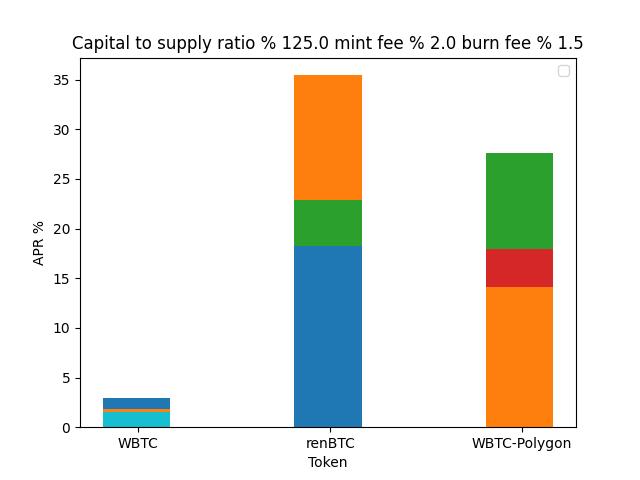 Capital to supply ratio % 125.0 mint fee % 2.0 burn fee % 1.5
35
30
25
20
15
10
5
0
APR %
WBTC renBTC WBTC-Polygon
Token